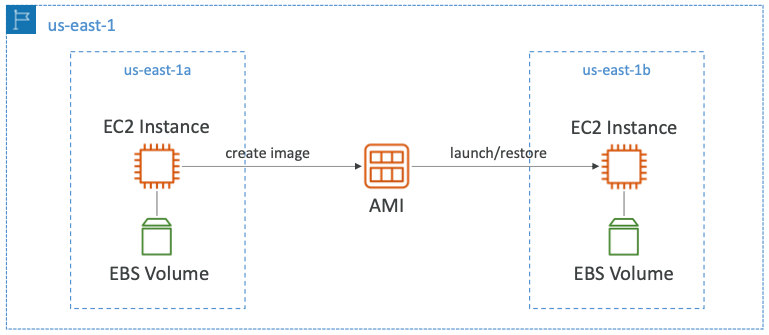 us-east-1
us-east-1a
us-east-1b
EC2 Instance
EC2 Instance
create image
launch/restore
AMI
EBS Volume
EBS Volume